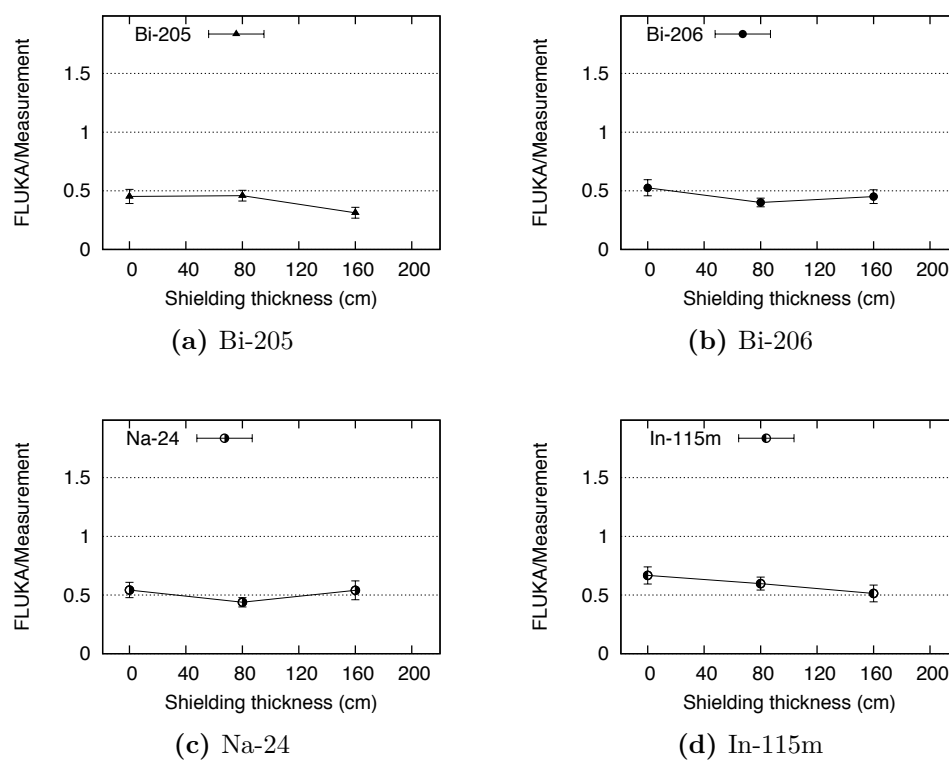 Bi-205
FLUKA/Measurement
1.5
1
0.5
0
0 40 80 120 160 200
Shielding thickness (cm)
(a) Bi-205
Bi-206
FLUKA/Measurement
1.5
1
0.5
0
0 40 80 120 160 200
Shielding thickness (cm)
(b) Bi-206
Na-24
FLUKA/Measurement
1.5
1
0.5
0
0 40 80 120 160 200
Shielding thickness (cm)
(c) Na-24
In-115m
FLUKA/Measurement
1.5
1
0.5
0
0 40 80 120 160 200
Shielding thickness (cm)
(d) In-115m